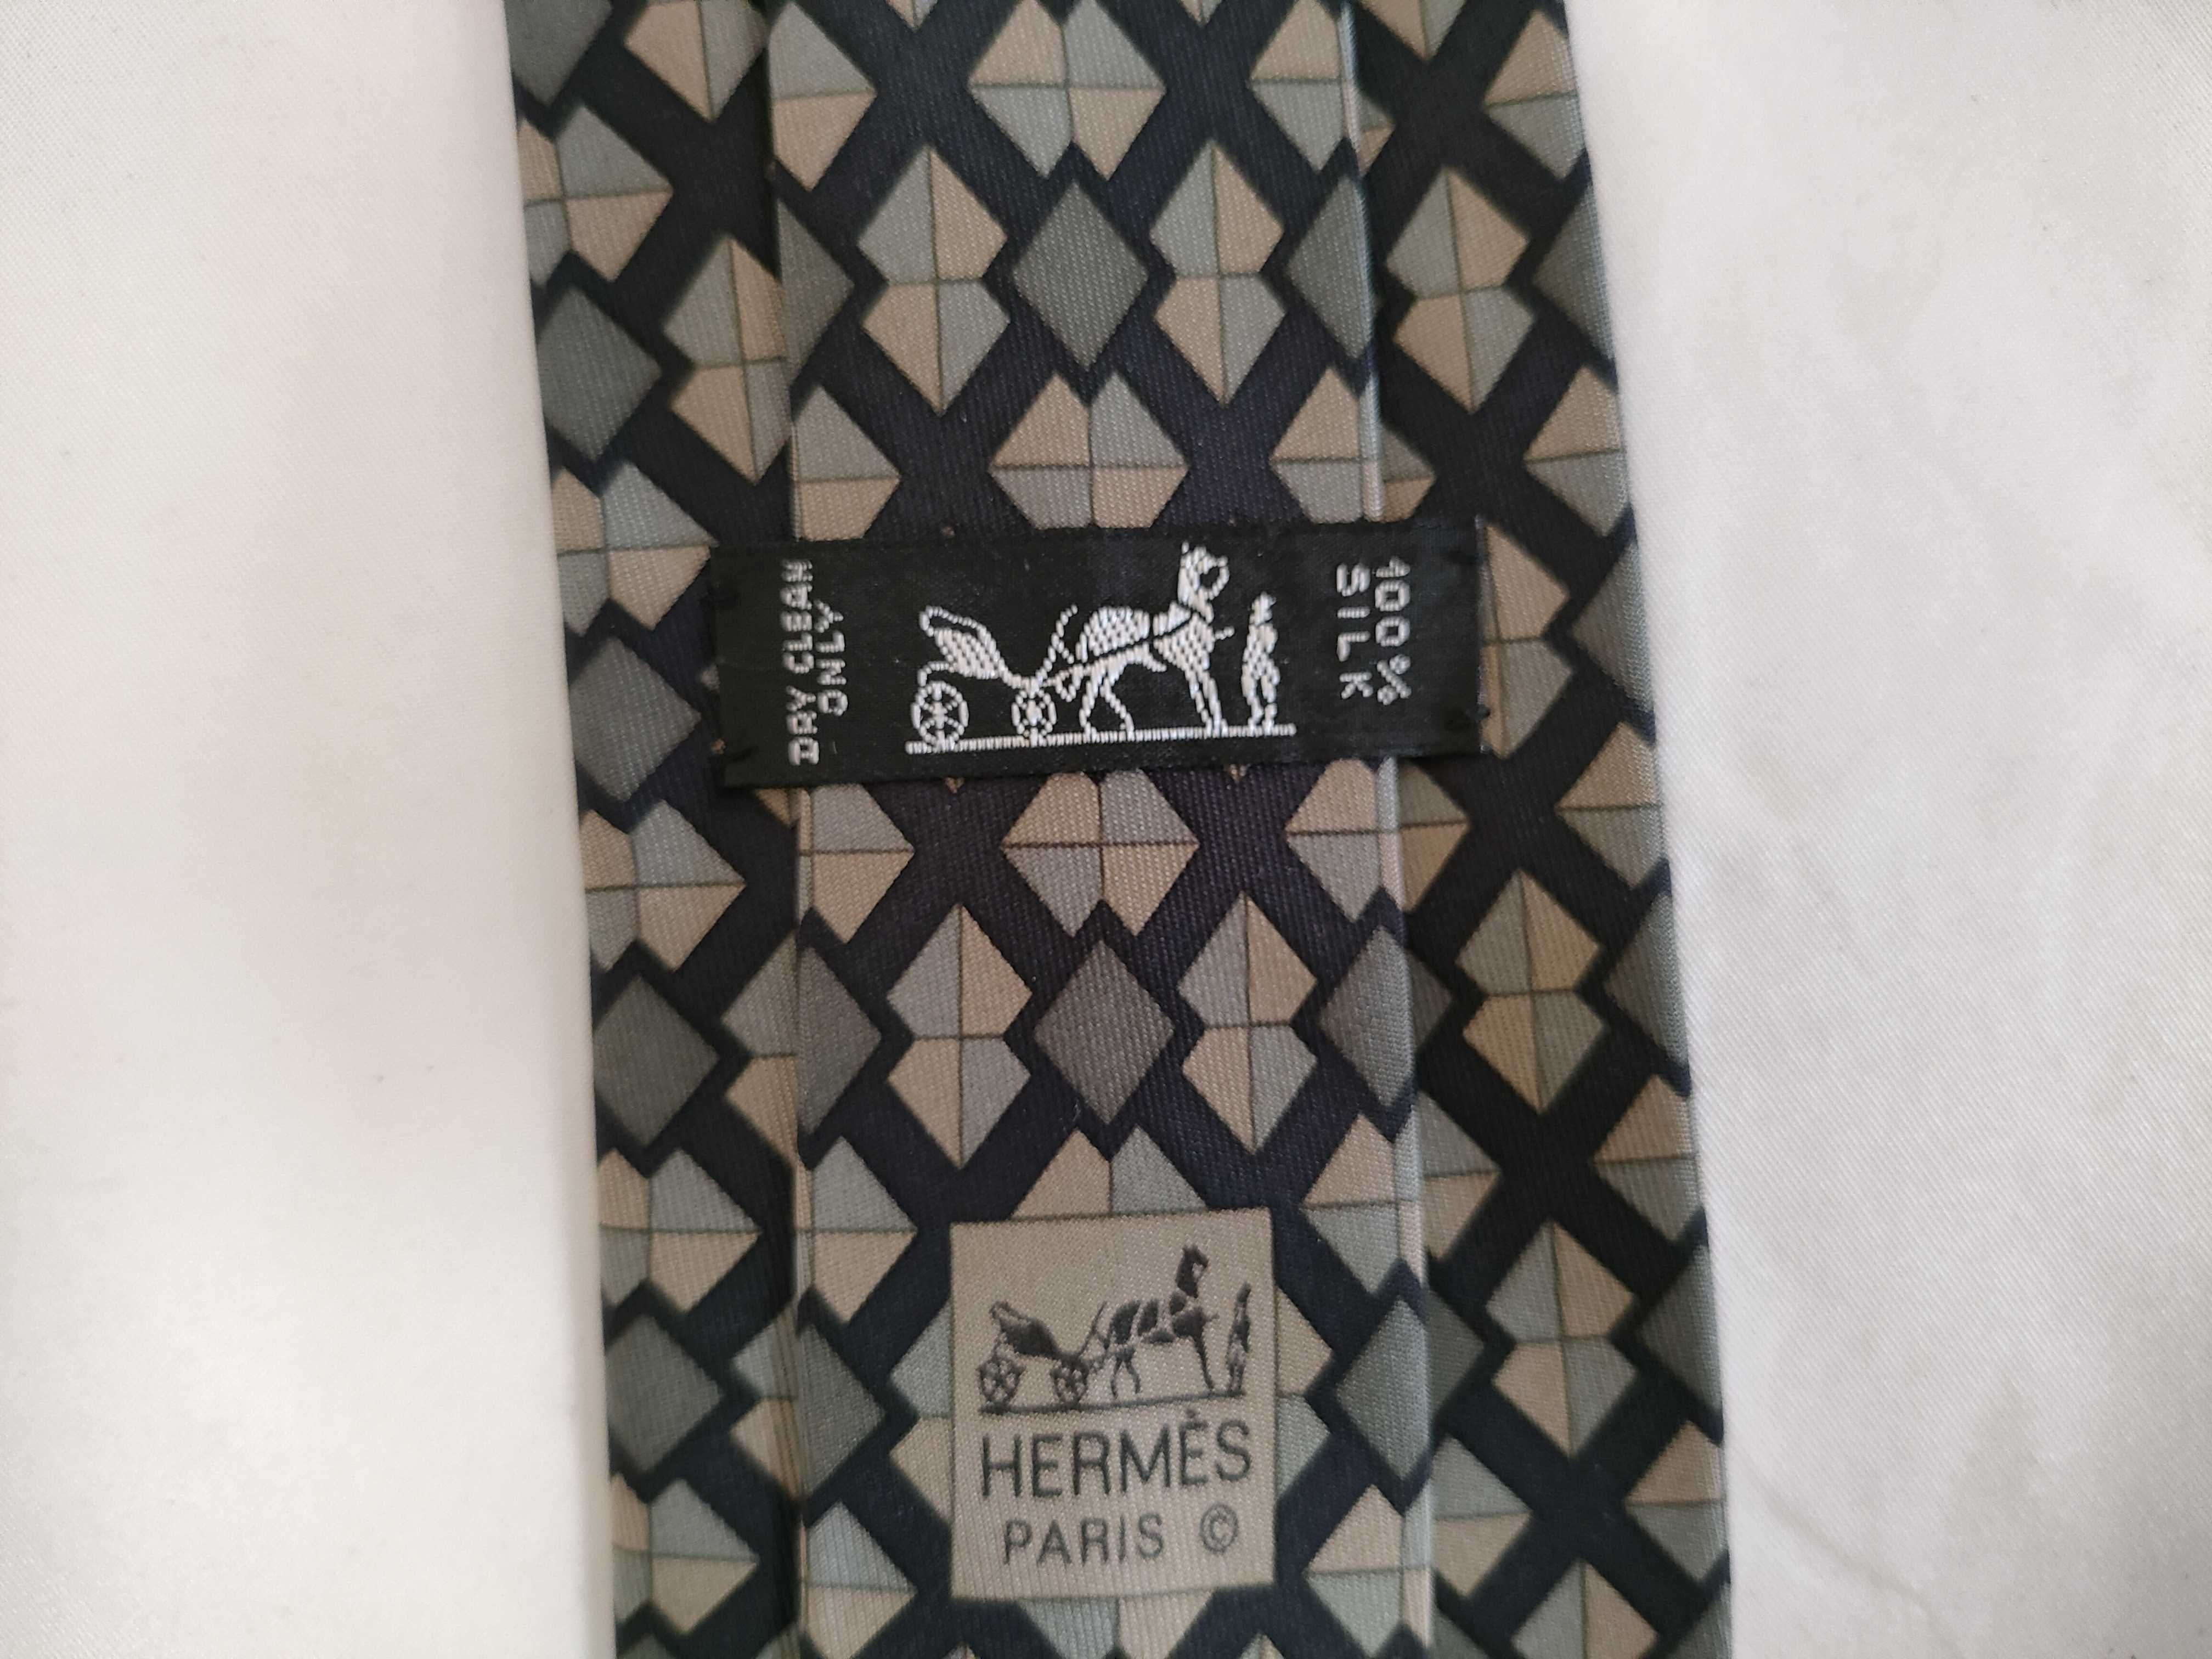 DRY CLEAN
ONLY
100%
SILK
HERMÈS
PARIS ©